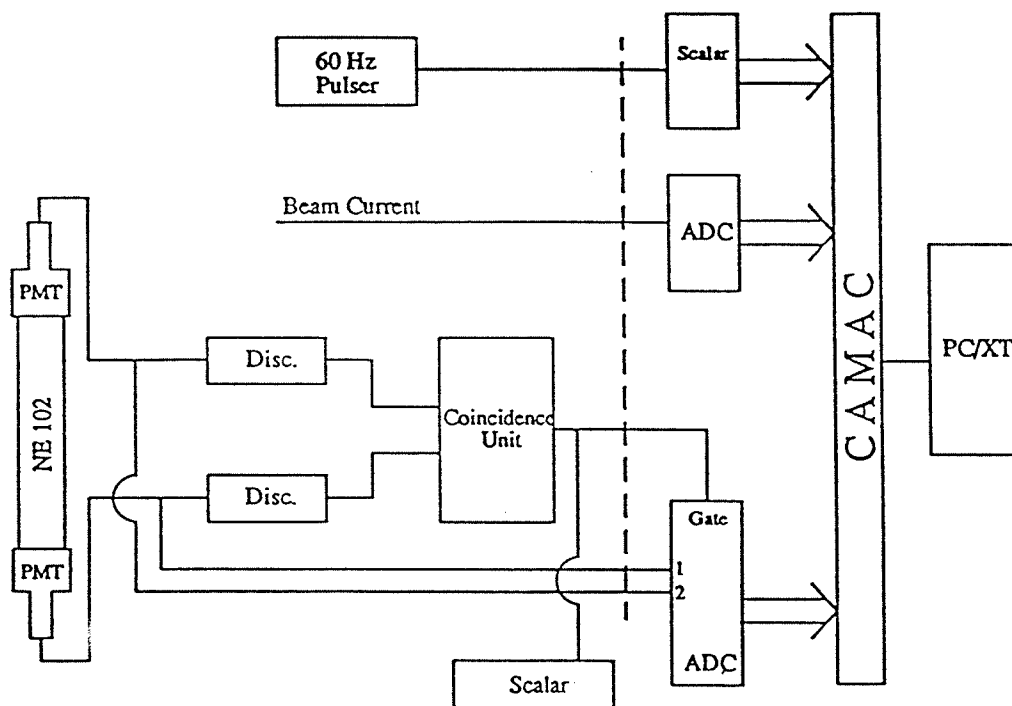 60 Hz
Pulser
Scalar
Beam Current
ADC
PMT
NE 102
PMT
Disc.
Disc.
Coincidence
Unit
Gate
1
2
ADC
Scalar
CAMAC
PC/XT